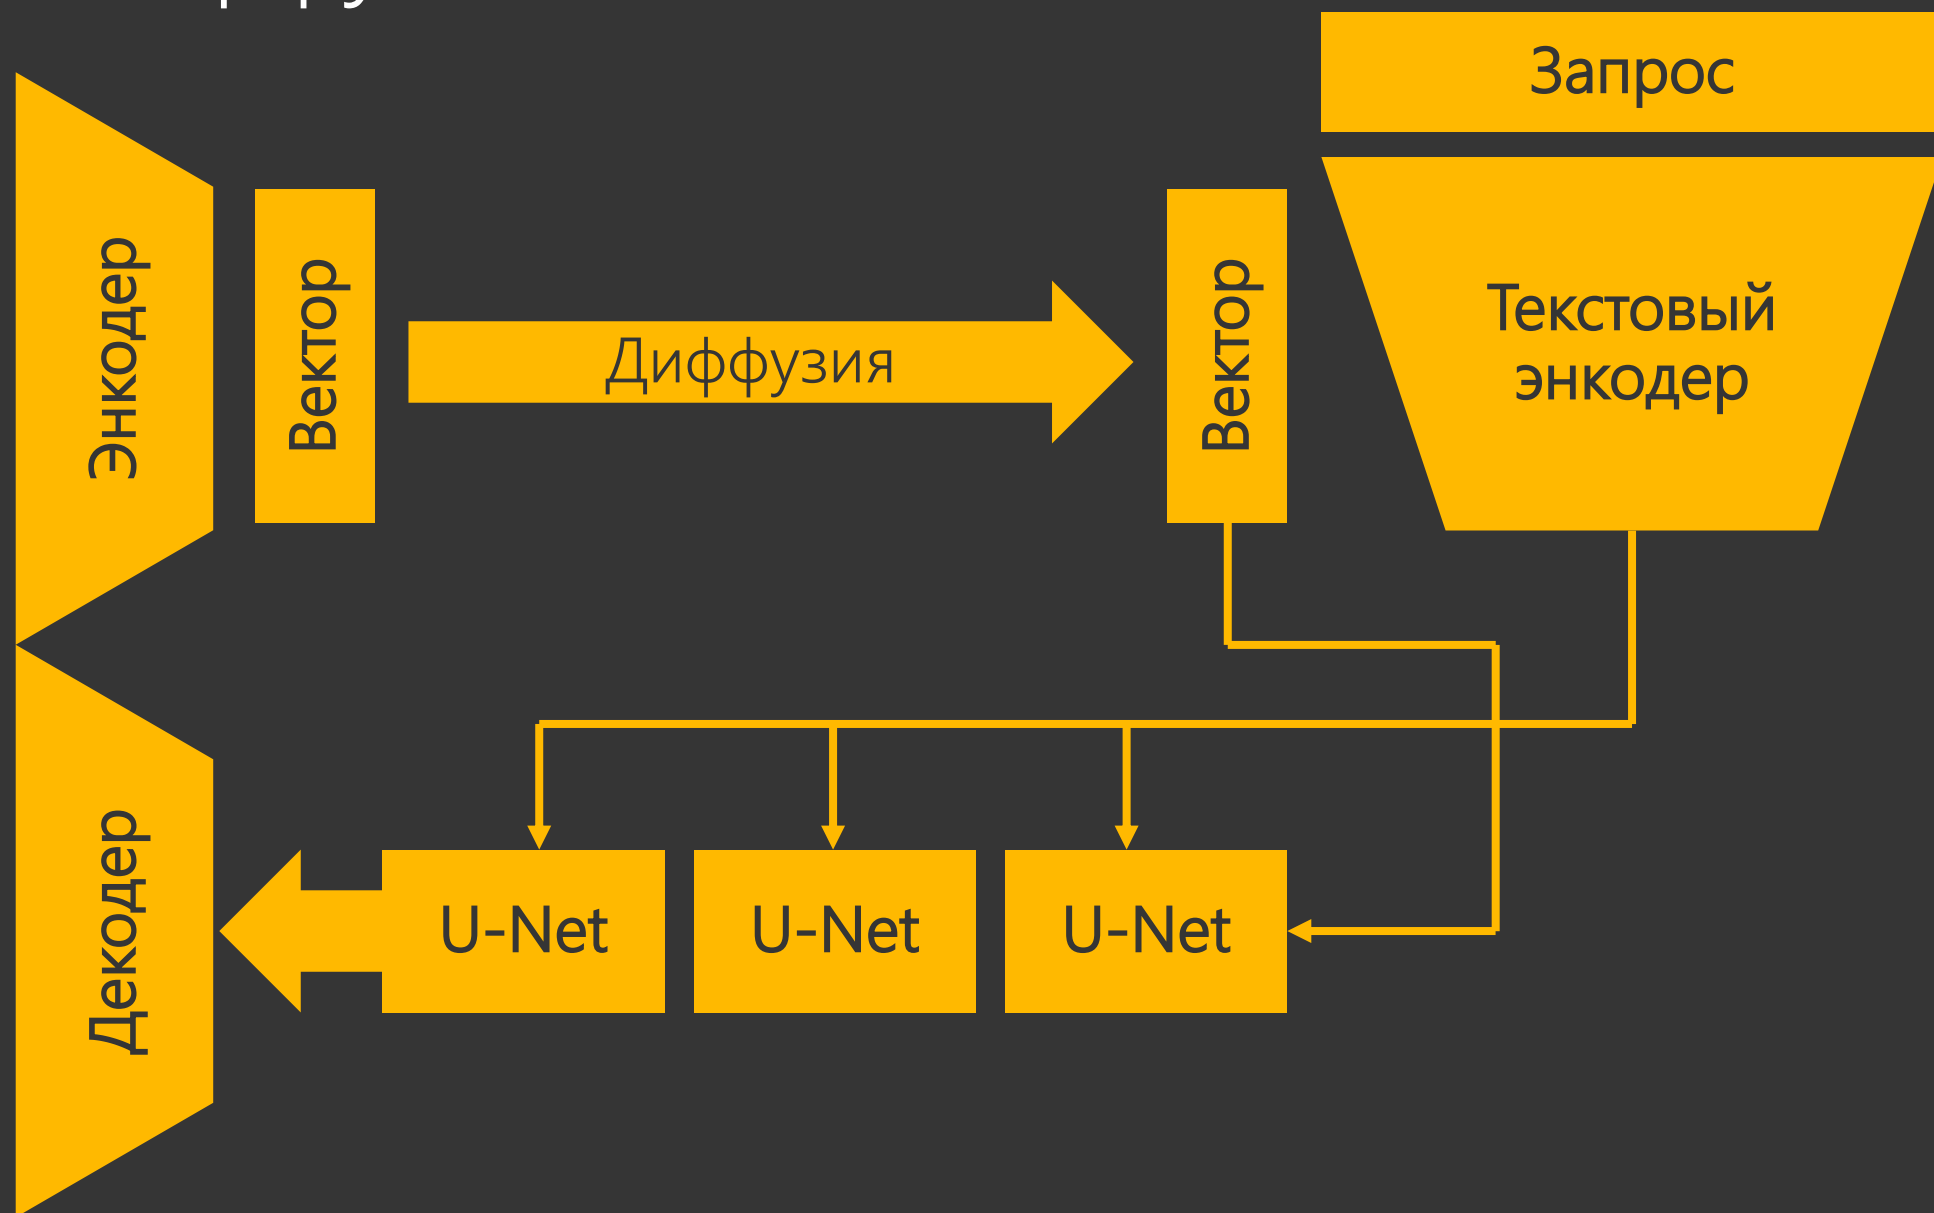 Запрос
Энкодер
Вектор
Диффузия
Вектор
Текстовый
энкодер
Декодер
U-Net
U-Net
U-Net